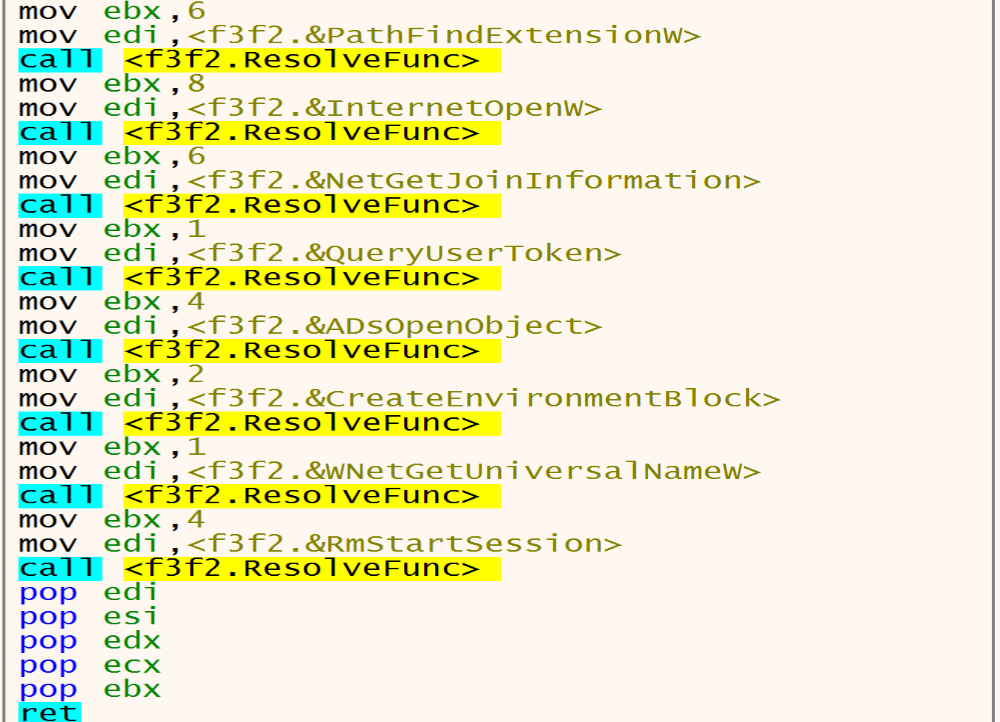 mov ebx,6
mov edi,<f3f2.&PathFindExtensionW>
call <f3f2.ResolveFunc>
mov ebx,8
mov edi,<f3f2.&InternetOpenW>
call <f3f2.ResolveFunc>
mov ebx,6
mov edi,<f3f2.&NetGetJoinInformation>
call <f3f2.ResolveFunc>
mov ebx,1
mov edi,<f3f2.&QueryUserToken>
call <f3f2.ResolveFunc>
mov ebx,4
mov edi,<f3f2.&ADsOpenObject>
call <f3f2.ResolveFunc>
mov ebx,2
mov edi,<f3f2.&CreateEnvironmentBlock>
call <f3f2.ResolveFunc>
mov ebx,1
mov edi,<f3f2.&WNetGetUniversalNameW>
call <f3f2.ResolveFunc>
mov ebx,4
mov edi,<f3f2.&RmStartSession>
call <f3f2.ResolveFunc>
pop edi
pop esi
pop edx
pop ecx
pop ebx
ret